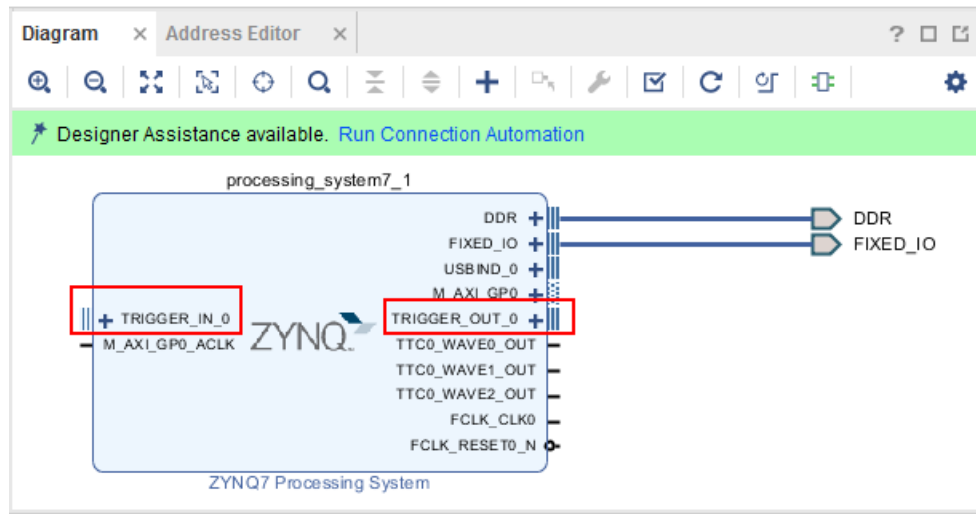 Diagram × Address Editor ×
Designer Assistance available. Run Connection Automation
processing_system7_1
DDR
FIXED_IO
USBIND_0
M_AXI_GP0
TRIGGER_OUT_0
TTC0_WAVE0_OUT
TTC0_WAVE1_OUT
TTC0_WAVE2_OUT
FCLK_CLK0
FCLK_RESET0_N
TRIGGER_IN_0
M_AXI_GP0_ACLK
ZYNQ
DDR
FIXED_IO
ZYNQ7 Processing System